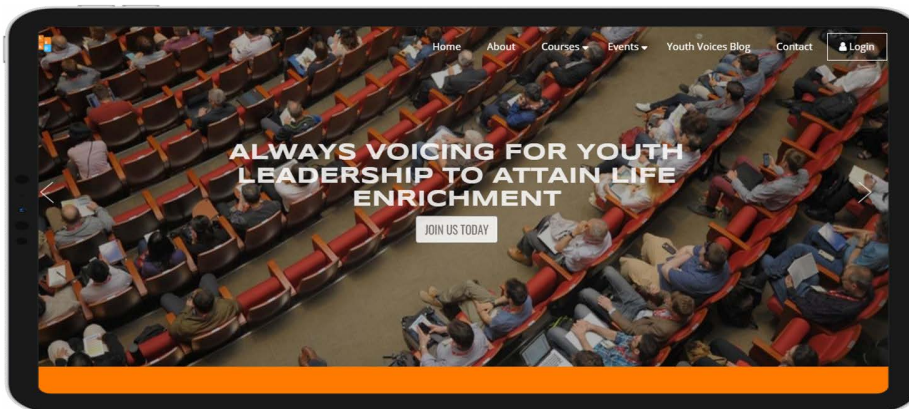 Home About Courses Events Youth Voices Blog Contact Login
ALWAYS VOICING FOR YOUTH
LEADERSHIP TO ATTAIN LIFE
ENRICHMENT
JOIN US TODAY